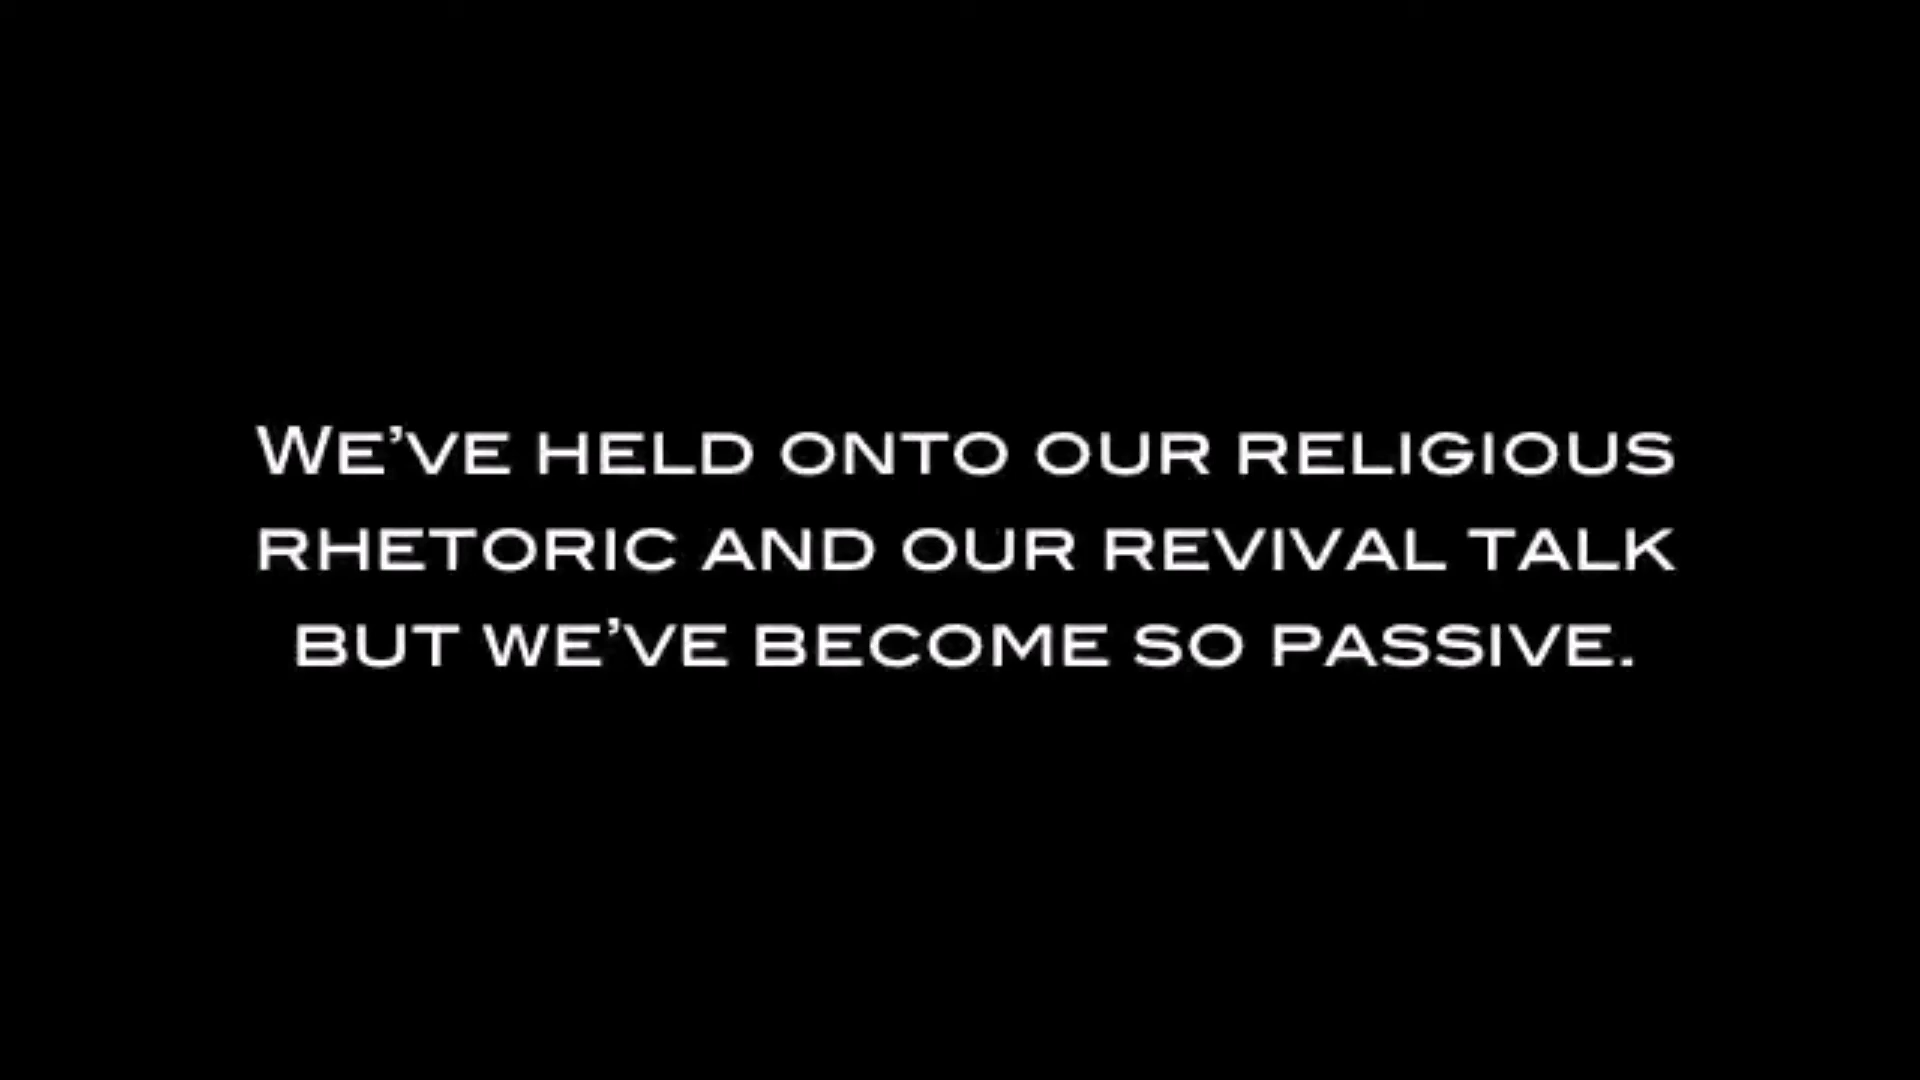 We've held onto our religious
rhetoric and our revival talk
but we've become so passive.